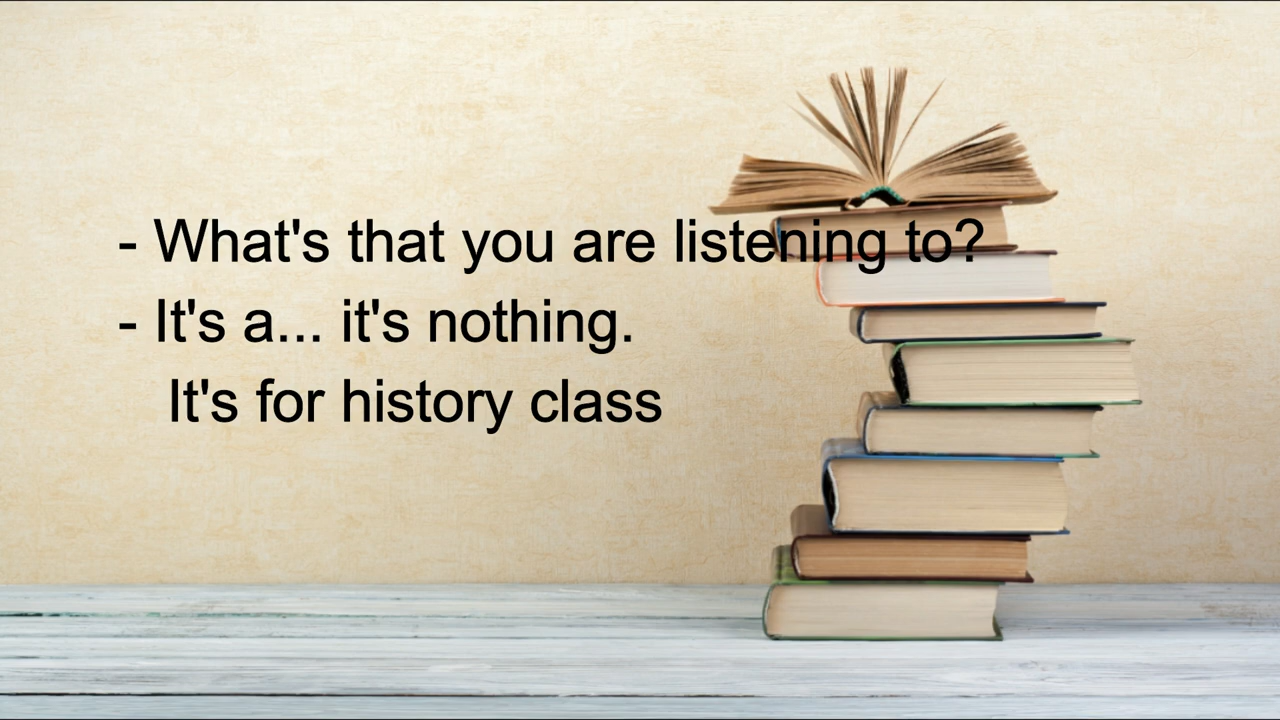 - What's that you are listening to?
- It's a... it's nothing.
It's for history class